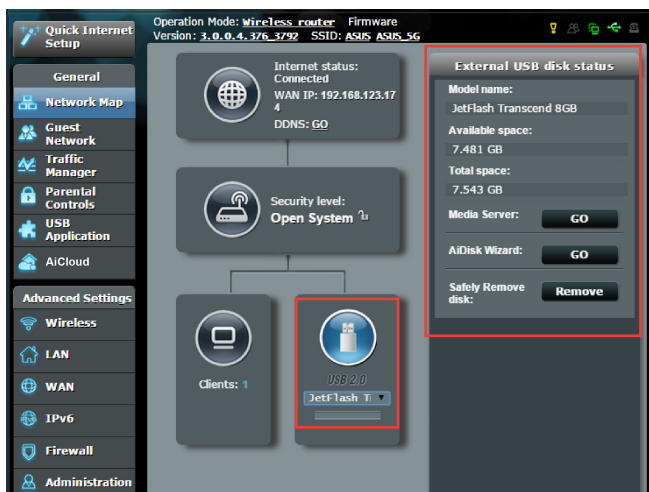 Quick Internet
Setup
Operation Mode: Wireless router Firmware
Version: 3.0.0.4.376_3792 SSID: ASUS ASUS_5G
General
Network Map
Guest
Network
Traffic
Manager
Parental
Controls
USB
Application
AiCloud
Advanced Settings
Wireless
LAN
WAN
IPv6
Firewall
Administration
Internet status:
Connected
WAN IP: 192.168.123.17
4
DDNS: GO
Security level:
Open System
Clients: 1
USB 2.0
JetFlash T
External USB disk status
Model name:
JetFlash Transcend 8GB
Available space:
7.481 GB
Total space:
7.543 GB
Media Server: GO
AiDisk Wizard: GO
Safely Remove
disk: Remove